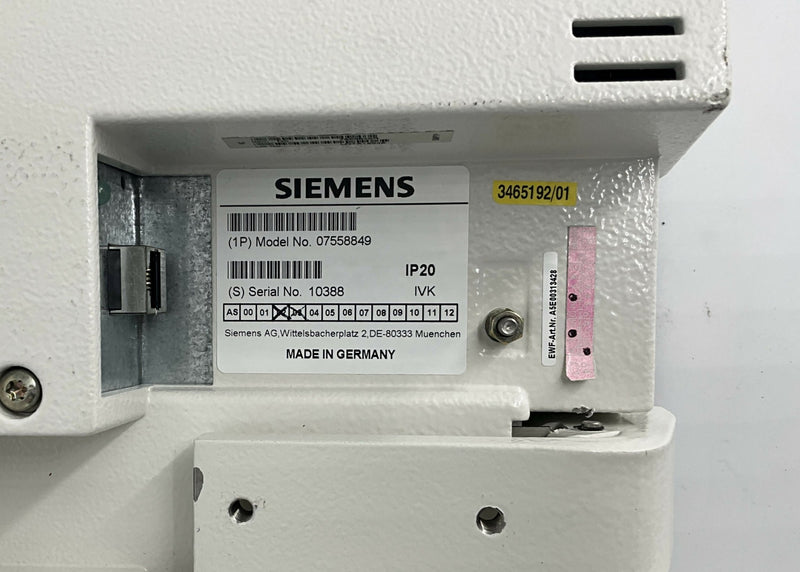 SIEMENS
3465192/01
(1P) Model No. 07558849
IP20
(S) Serial No. 10388
IVK
AS 00 01 02 03 04 05 06 07 08 09 10 11 12
Siemens AG,Wittelsbacherplatz 2,DE-80333 Muenchen
MADE IN GERMANY
EWF-Art.Nr. A5E00313428